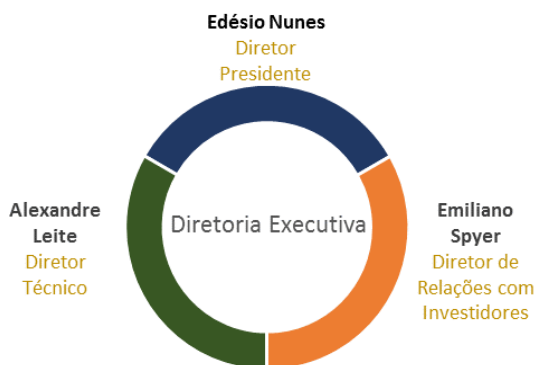 Edésio Nunes
Diretor
Presidente
Diretoria Executiva
Alexandre
Leite
Diretor
Técnico
Emiliano
Spyer
Diretor de
Relações com
Investidores